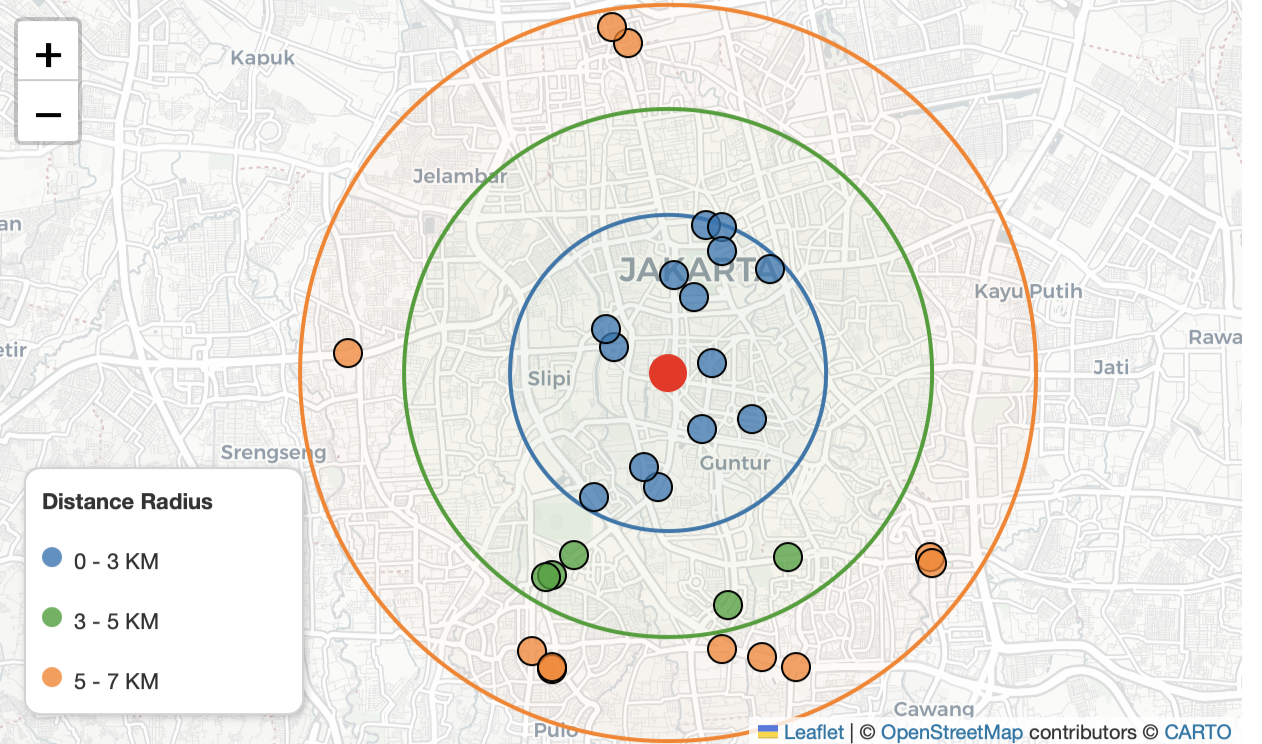 +
−
Kapuk
Jelambar
an
JAKARTA
Kayu Putih
etir
Slipi
Jati
Rawa
Srengseng
Guntur
Distance Radius
0 - 3 KM
3 - 5 KM
5 - 7 KM
Cawang
Pulo
Leaflet | © OpenStreetMap contributors © CARTO